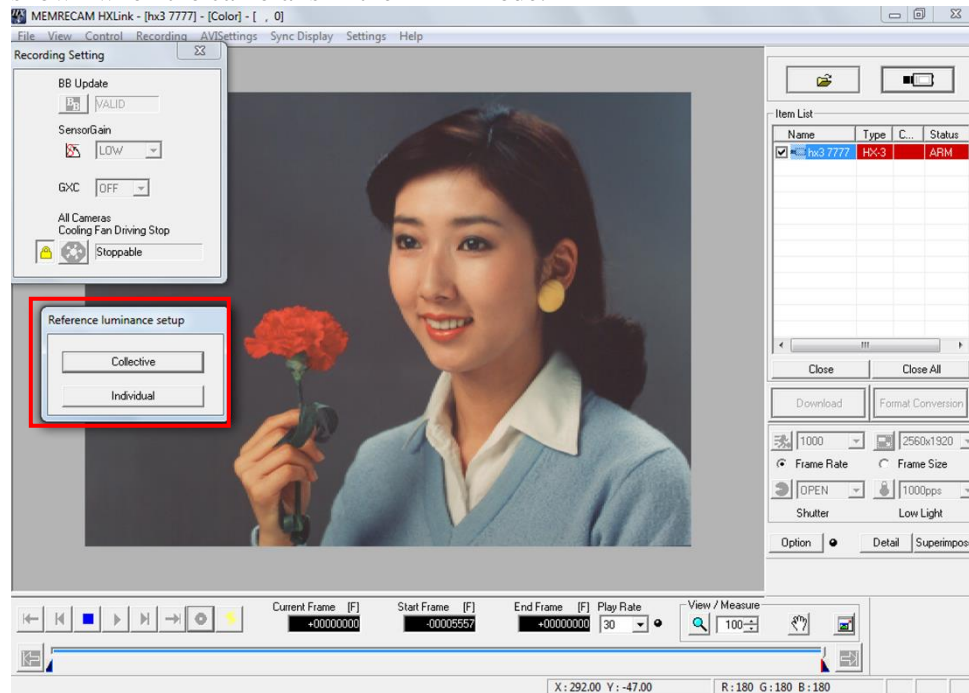 MEMRECAM HXLink - [hx3 7777] - [Color] - [ , 0]
File View Control Recording AVISettings Sync Display Settings Help
Recording Setting
BB Update
VALID
SensorGain
LOW
GXC OFF
All Cameras
Cooling Fan Driving Stop
Stoppable
Reference luminance setup
Collective
Individual
Item List
Name Type C... Status
hx3 7777 HX-3 ARM
Close Close All
Download Format Conversion
1000 2560x1920
Frame Rate Frame Size
OPEN 1000pps
Shutter Low Light
Option Detail Superimpos
Current Frame [F] Start Frame [F] End Frame [F] Play Rate View / Measure
+00000000 -00005557 +00000000 30 100
X : 292.00 Y : -47.00 R : 180 G : 180 B : 180